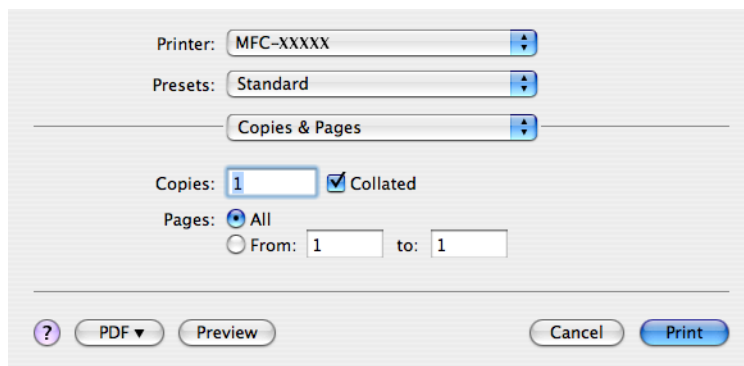 Printer: MFC-XXXXX
Presets: Standard
Copies & Pages
Copies: 1 Collated
Pages: All
From: 1 to: 1
? PDF ▼ Preview Cancel Print